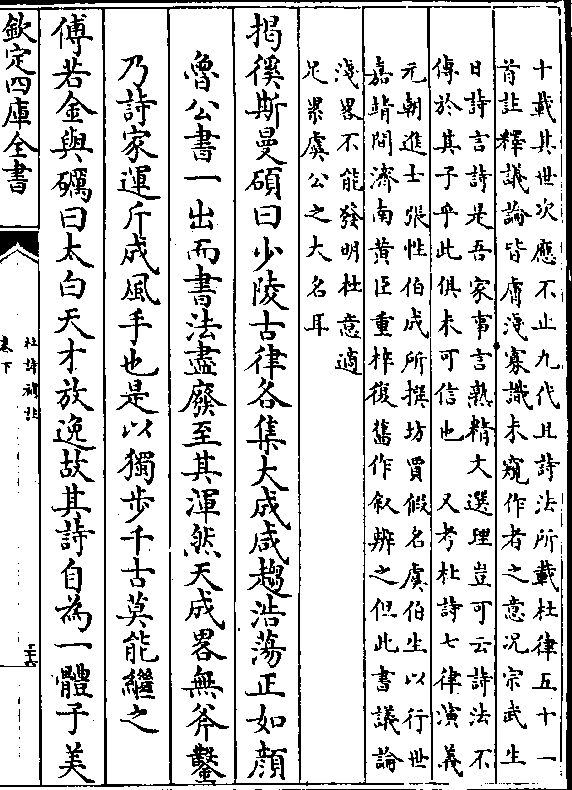 十載其世次應不止九代且詩法所載杜律五十一
首註釋議論皆膚淺寡識未窺作者之意況宗武生
日詩言詩是吾家事言熟精文選理豈可云詩法不
傳於其子乎此俱未可信也　又考杜詩七律演義
元朝進士張性伯成所撰坊賈假名虞伯生以行世
嘉靖間濟南黃臣重梓復舊作叙辨之但此書議論
淺畧不能發明杜意適
足累虞公之大名耳
揭徯斯曼碩曰少陵古律各集大成咸趨浩蕩正如顔
魯公書一出而書法盡廢至其渾然天成畧無斧鑿
乃詩家運斤成風手也是以獨步千古莫能繼之
傅若金與礪曰太白天才放逸故其詩自為一體子美
欽定四庫全書
杜詩補註
卷下
二十六